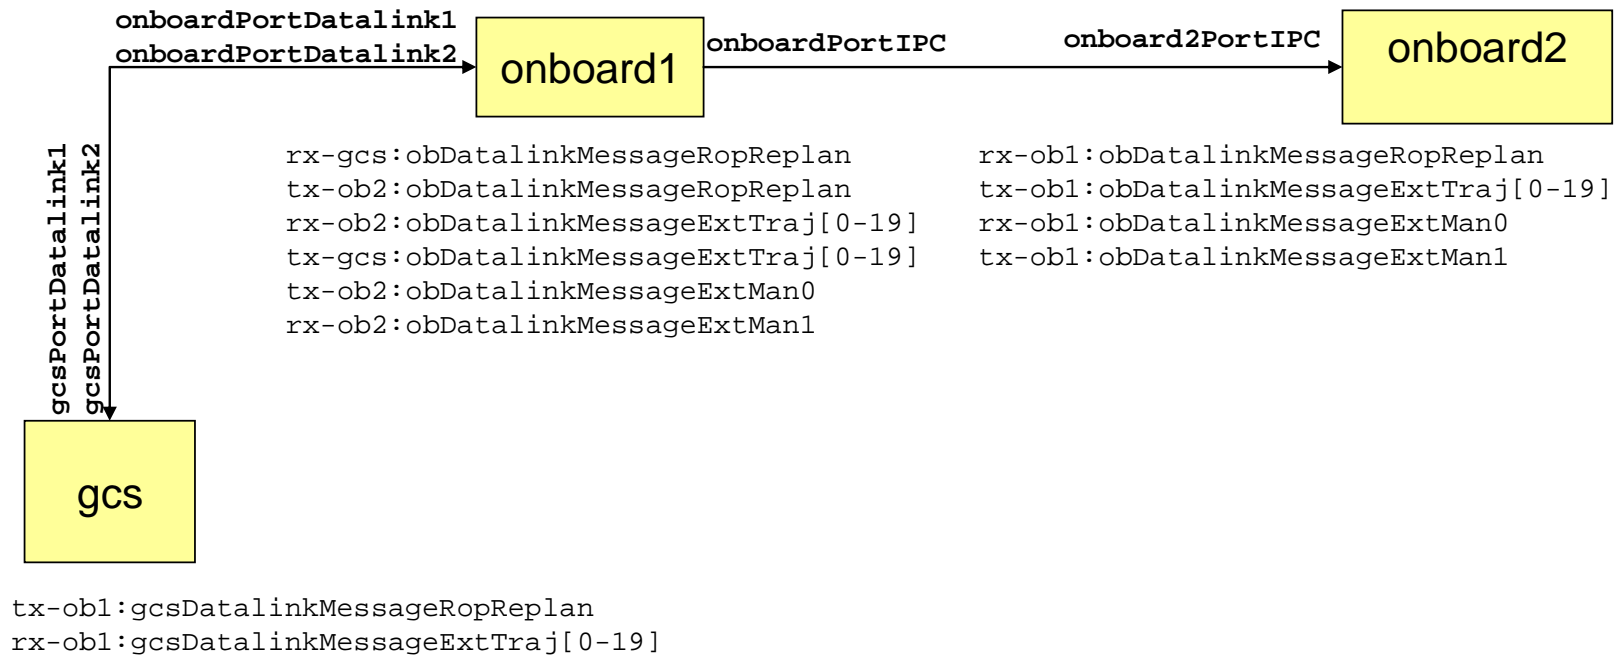 onboardPortDatalink1
onboardPortDatalink2
onboard1
onboardPortIPC
onboard2PortIPC
onboard2
gcsPortDatalink1
gcsPortDatalink2
rx-gcs:obDatalinkMessageRopReplan
tx-ob2:obDatalinkMessageRopReplan
rx-ob2:obDatalinkMessageExtTraj[0-19]
tx-gcs:obDatalinkMessageExtTraj[0-19]
tx-ob2:obDatalinkMessageExtMan0
rx-ob2:obDatalinkMessageExtMan1
rx-ob1:obDatalinkMessageRopReplan
tx-ob1:obDatalinkMessageExtTraj[0-19]
rx-ob1:obDatalinkMessageExtMan0
tx-ob1:obDatalinkMessageExtMan1
gcs
tx-ob1:gcsDatalinkMessageRopReplan
rx-ob1:gcsDatalinkMessageExtTraj[0-19]